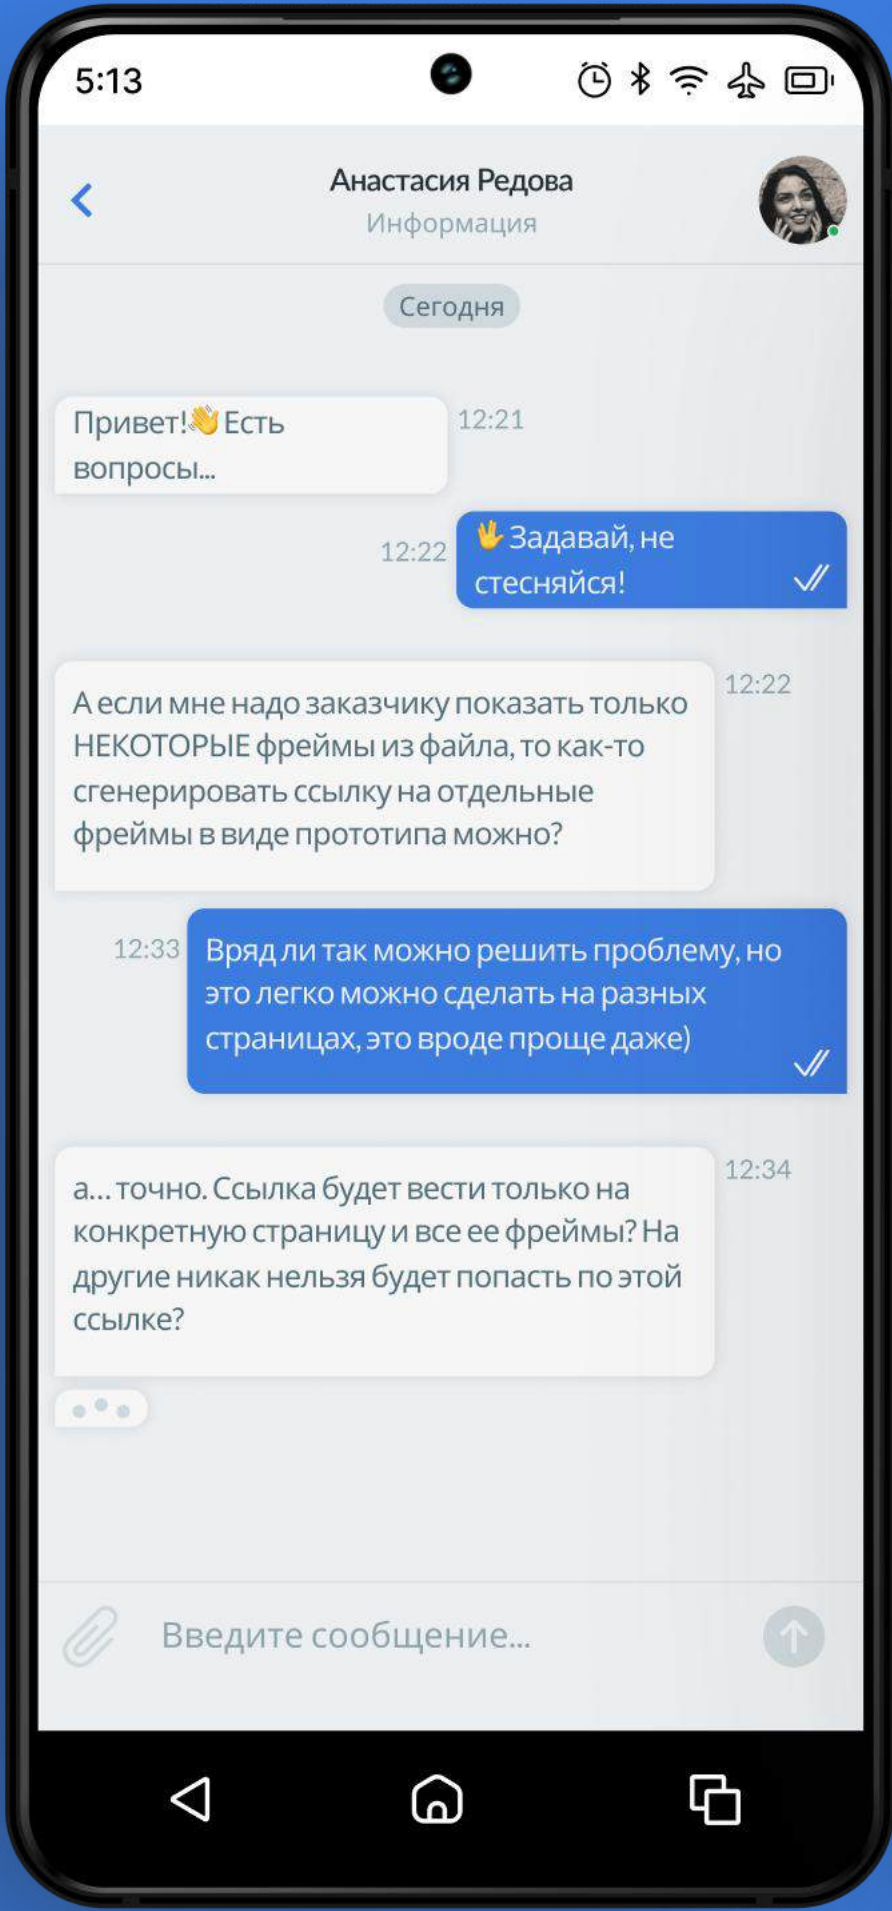 5:13
Анастасия Редова
Информация
Сегодня
Привет!👋 Есть
вопросы...
12:21
12:22
🖖 Задавай, не
стесняйся!
12:22
А если мне надо заказчику показать только
НЕКОТОРЫЕ фреймы из файла, то как-то
сгенерировать ссылку на отдельные
фреймы в виде прототипа можно?
12:33
Вряд ли так можно решить проблему, но
это легко можно сделать на разных
страницах, это вроде проще даже)
12:34
а... точно. Ссылка будет вести только на
конкретную страницу и все ее фреймы? На
другие никак нельзя будет попасть по этой
ссылке?
Введите сообщение...